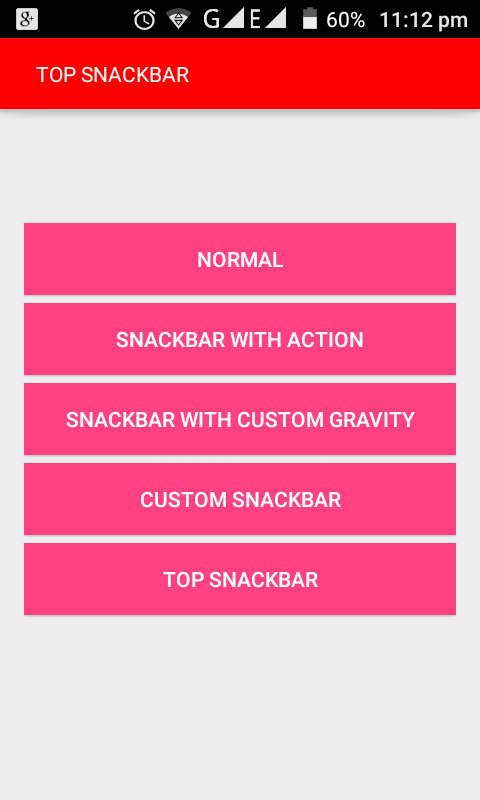 g+ G E 60% 11:12 pm
TOP SNACKBAR
NORMAL
SNACKBAR WITH ACTION
SNACKBAR WITH CUSTOM GRAVITY
CUSTOM SNACKBAR
TOP SNACKBAR